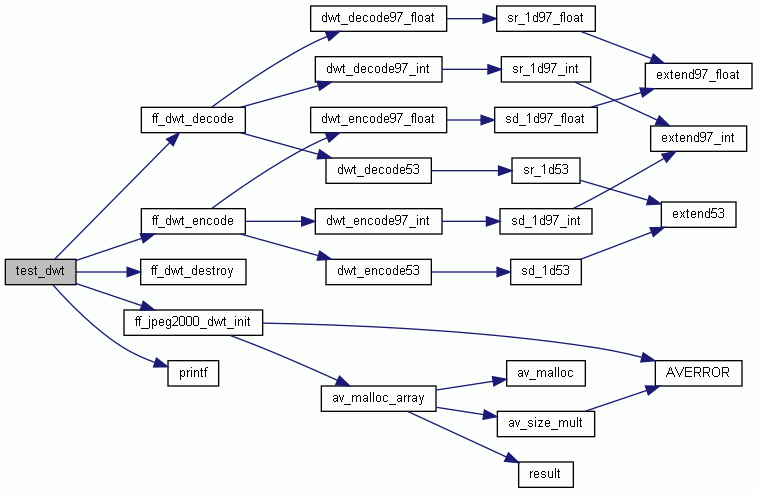 dwt_decode97_float
sr_1d97_float
dwt_decode97_int
sr_1d97_int
extend97_float
ff_dwt_decode
dwt_encode97_float
sd_1d97_float
extend97_int
dwt_decode53
sr_1d53
ff_dwt_encode
dwt_encode97_int
sd_1d97_int
extend53
test_dwt
ff_dwt_destroy
dwt_encode53
sd_1d53
ff_jpeg2000_dwt_init
printf
av_malloc
AVERROR
av_malloc_array
av_size_mult
result